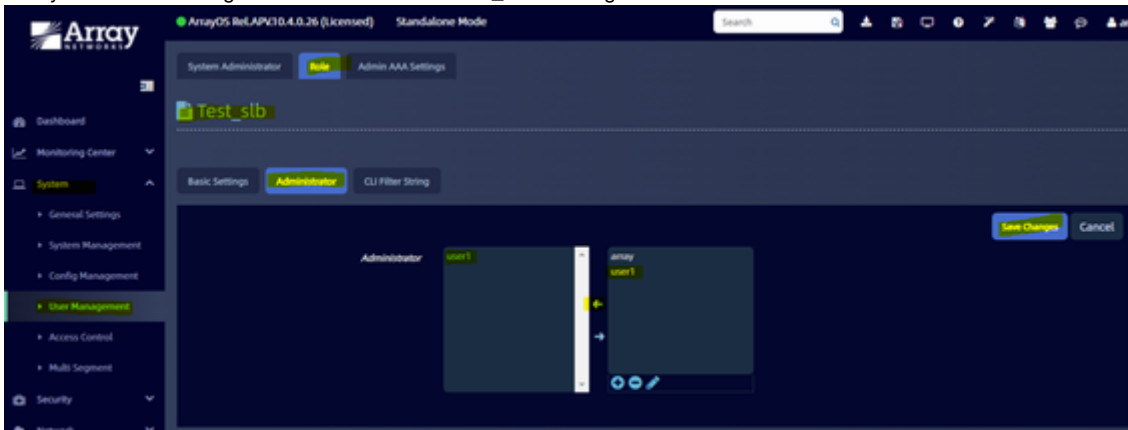 Array
NETWORKS
ArrayOS Rel.APV.10.4.0.26 (Licensed) Standalone Mode
Search
System Administrator Role Admin AAA Settings
Test_slb
Dashboard
Monitoring Center
System
General Settings
System Management
Config Management
User Management
Access Control
Multi Segment
Security
Basic Settings Administrator CLI Filter String
Save Changes Cancel
Administrator
user1
array
user1